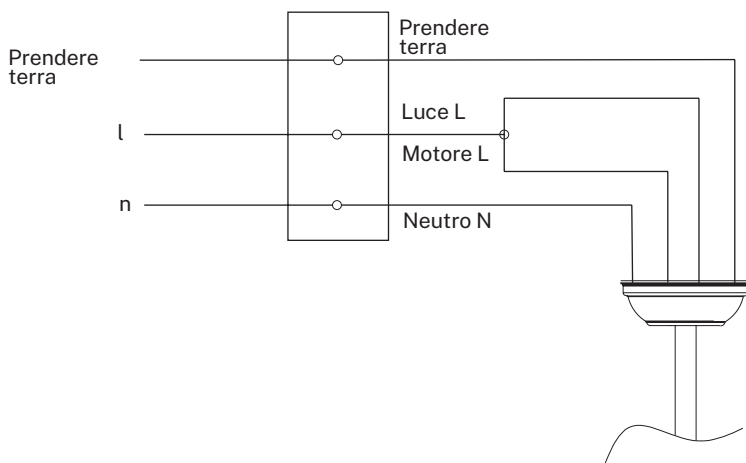 Prendere
terra
Prendere
terra
l
Luce L
Motore L
n
Neutro N